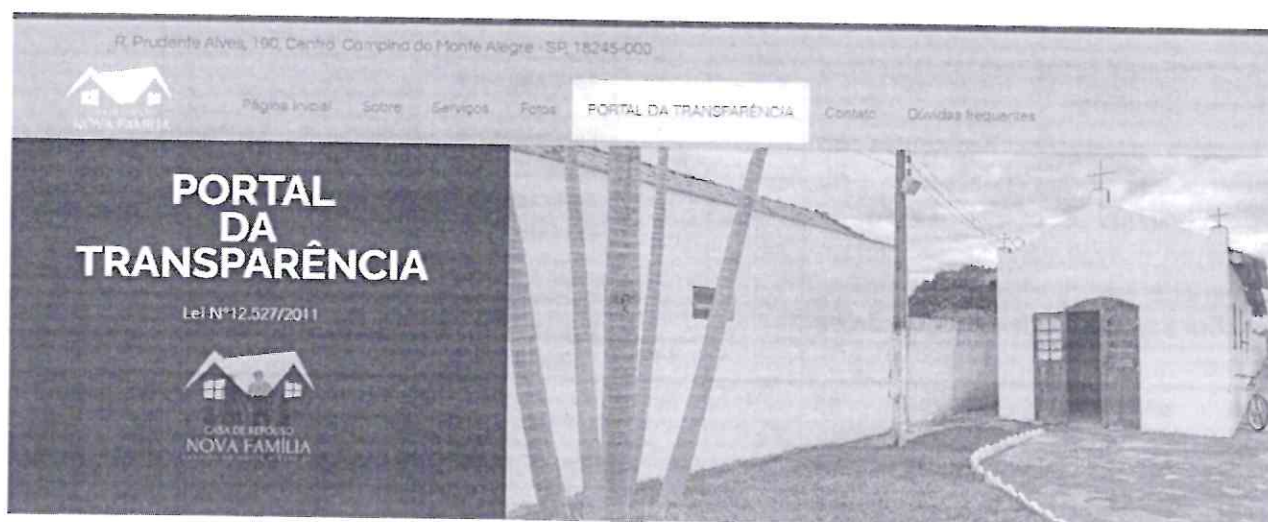 R. Prudente Alves, 190, Centro, Campina do Monte Alegre - SP, 18245-000
NOVA FAMÍLIA
Página Inicial Sobre Serviços Fotos PORTAL DA TRANSPARÊNCIA Contato Dúvidas frequentes
PORTAL
DA
TRANSPARÊNCIA
Lei Nº12.527/2011
CASA DE REPOUSO
NOVA FAMÍLIA